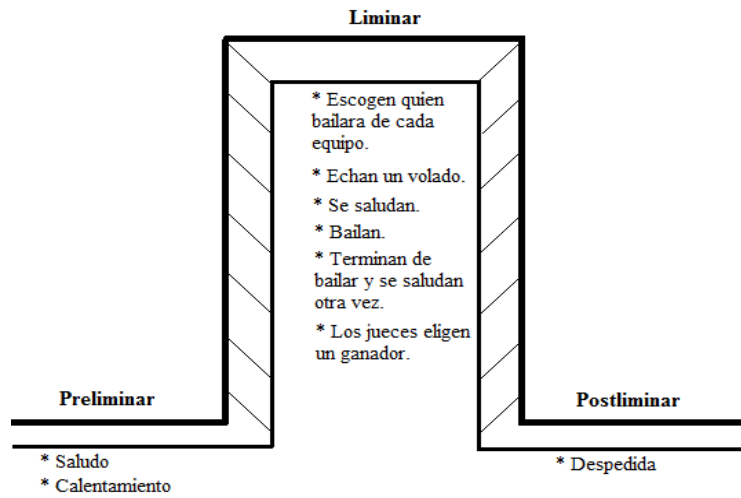 Liminar
* Escogen quien
bailara de cada
equipo.
* Echan un volado.
* Se saludan.
* Bailan.
* Terminan de
bailar y se saludan
otra vez.
* Los jueces eligen
un ganador.
Preliminar
Postliminar
* Saludo
* Calentamiento
* Despedida